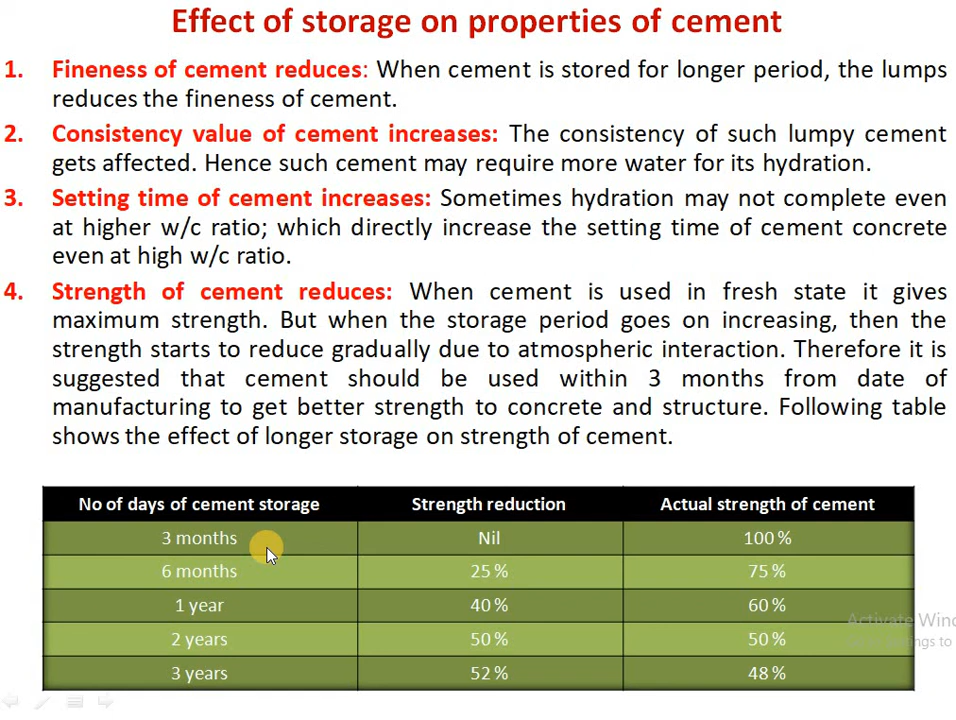 Effect of storage on properties of cement
1. Fineness of cement reduces: When cement is stored for longer period, the lumps
reduces the fineness of cement.
2. Consistency value of cement increases: The consistency of such lumpy cement
gets affected. Hence such cement may require more water for its hydration.
3. Setting time of cement increases: Sometimes hydration may not complete even
at higher w/c ratio; which directly increase the setting time of cement concrete
even at high w/c ratio.
4. Strength of cement reduces: When cement is used in fresh state it gives
maximum strength. But when the storage period goes on increasing, then the
strength starts to reduce gradually due to atmospheric interaction. Therefore it is
suggested that cement should be used within 3 months from date of
manufacturing to get better strength to concrete and structure. Following table
shows the effect of longer storage on strength of cement.
No of days of cement storage Strength reduction Actual strength of cement
3 months Nil 100 %
6 months 25 % 75 %
1 year 40 % 60 %
Activate Wind
2 years 50 % 50 %
3 years 52 % 48 %